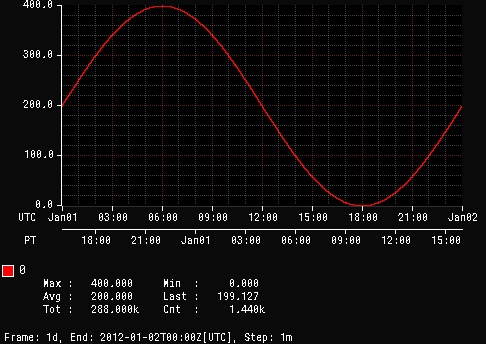 400.0
300.0
200.0
100.0
0.0
UTC Jan01 03:00 06:00 09:00 12:00 15:00 18:00 21:00 Jan02
PT 18:00 21:00 Jan01 03:00 06:00 09:00 12:00 15:00
0
Max : 400.000 Min : 0.000
Avg : 200.000 Last : 199.127
Tot : 288.000k Cnt : 1.440k
Frame: 1d, End: 2012-01-02T00:00Z[UTC], Step: 1m